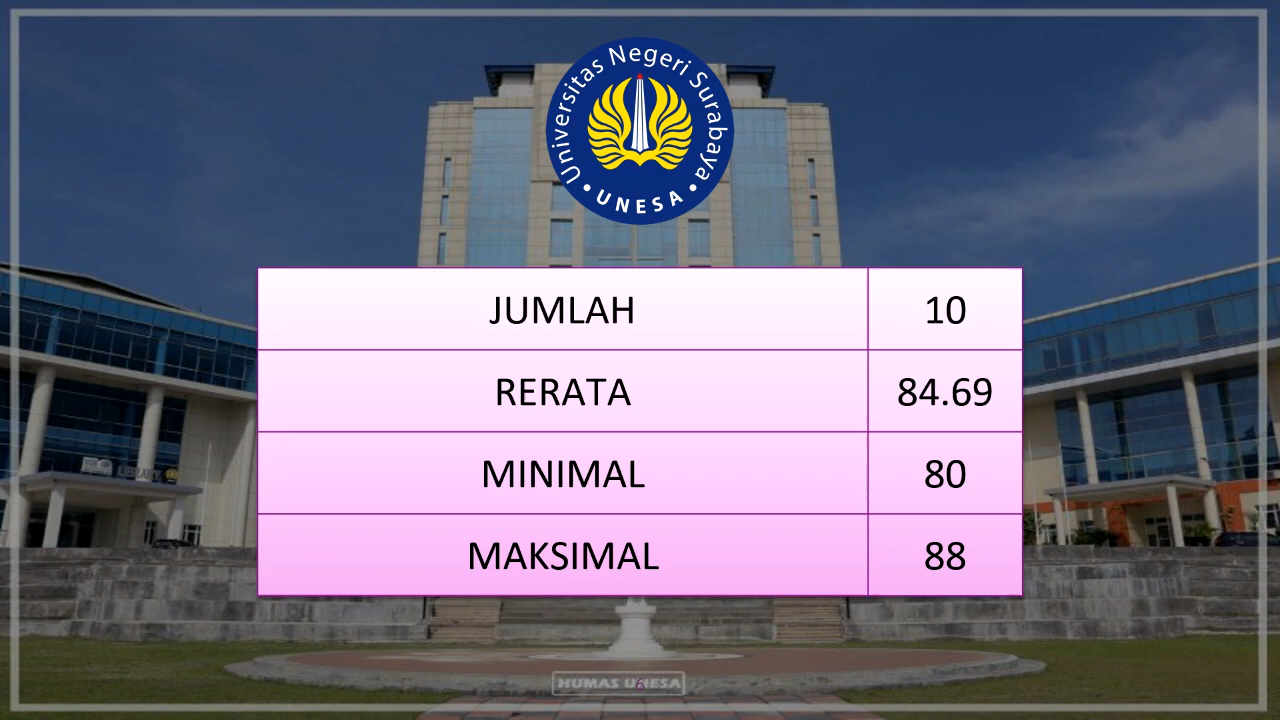 Universitas Negeri Surabaya
• UNESA •
JUMLAH 10
RERATA 84.69
MINIMAL 80
MAKSIMAL 88
HUMAS UNESA
6